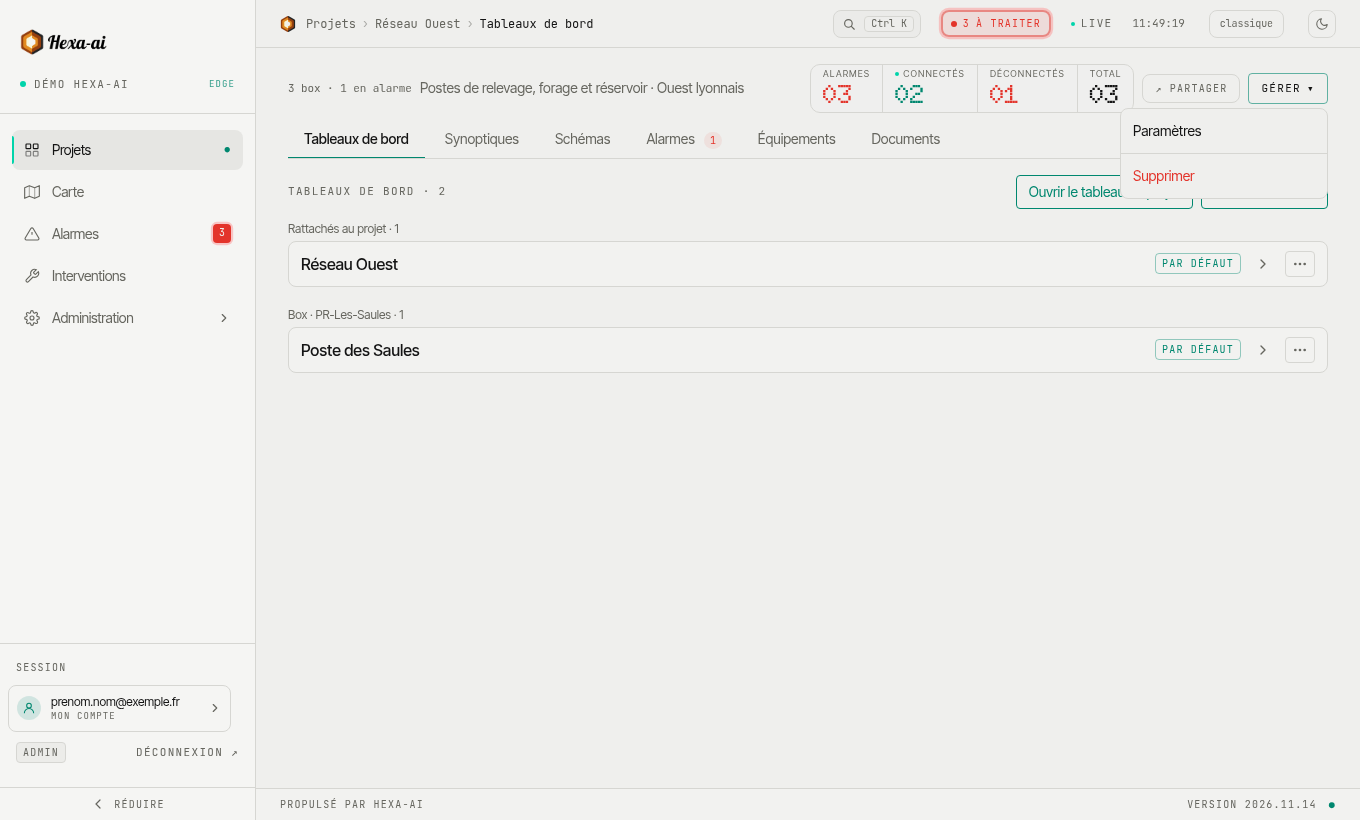 Hexa-ai
DÉMO HEXA-AI
EDGE
Projets
Carte
Alarmes
3
Interventions
Administration
SESSION
prenom.nom@exemple.fr
MON COMPTE
ADMIN
DÉCONNEXION ↗
RÉDUIRE
Projets › Réseau Ouest › Tableaux de bord
Ctrl K
3 À TRAITER
LIVE
11:49:19
classique
3 box · 1 en alarme
Postes de relevage, forage et réservoir · Ouest lyonnais
ALARMES
03
CONNECTÉS
02
DÉCONNECTÉS
01
TOTAL
03
↗ PARTAGER
GÉRER ▾
Paramètres
Supprimer
Tableaux de bord
Synoptiques
Schémas
Alarmes 1
Équipements
Documents
TABLEAUX DE BORD · 2
Ouvrir le
Rattachés au projet · 1
Réseau Ouest
PAR DÉFAUT
Box · PR-Les-Saules · 1
Poste des Saules
PAR DÉFAUT
PROPULSÉ PAR HEXA-AI
VERSION 2026.11.14